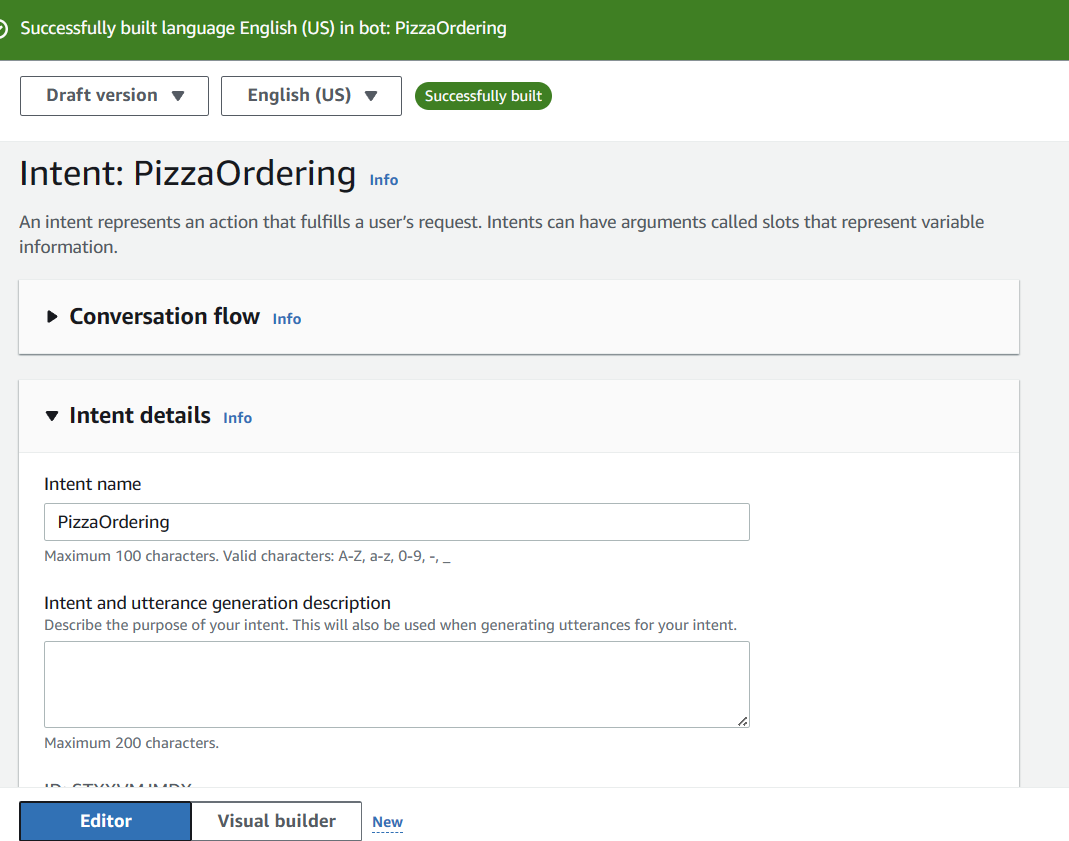 Successfully built language English (US) in bot: PizzaOrdering
Draft version
English (US)
Successfully built
Intent: PizzaOrdering Info
An intent represents an action that fulfills a user's request. Intents can have arguments called slots that represent variable
information.
Conversation flow Info
Intent details Info
Intent name
PizzaOrdering
Maximum 100 characters. Valid characters: A-Z, a-z, 0-9, -, _
Intent and utterance generation description
Describe the purpose of your intent. This will also be used when generating utterances for your intent.
Maximum 200 characters.
Editor
Visual builder
New